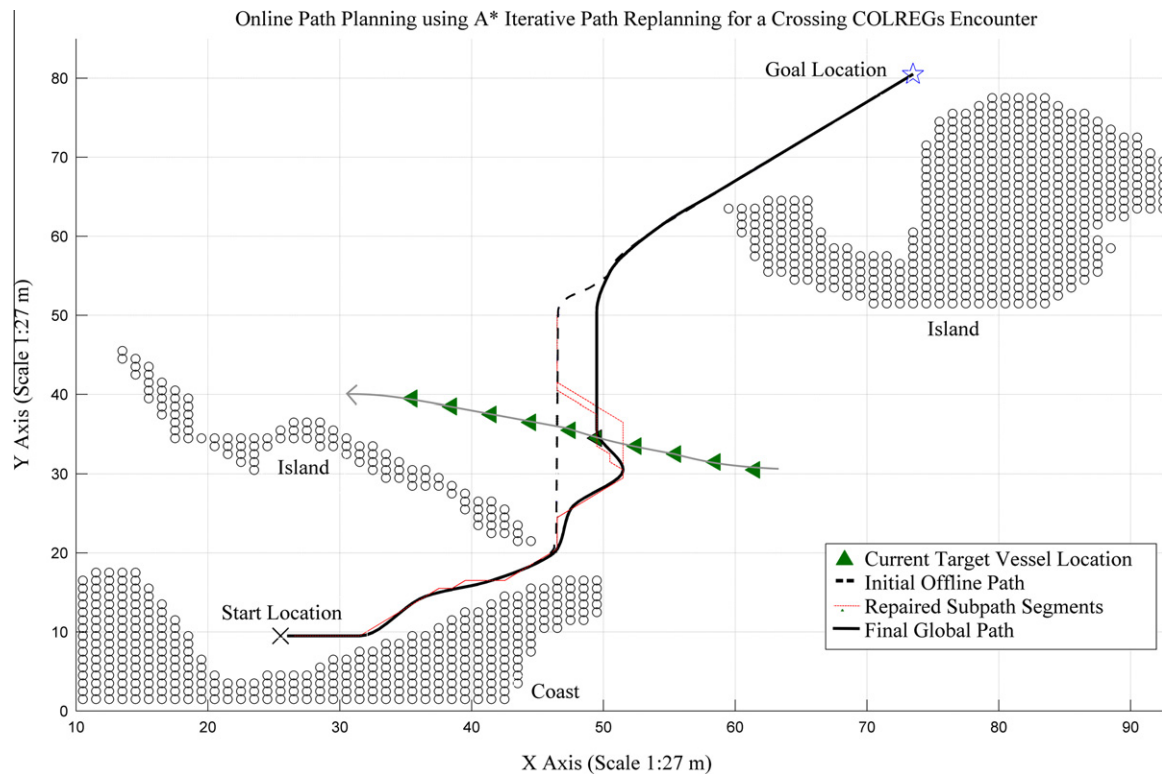 Online Path Planning using A* Iterative Path Replanning for a Crossing COLREGs Encounter
Goal Location
80
70
60
Island
50
40
Y Axis (Scale 1:27 m)
30
Island
20
Current Target Vessel Location
Initial Offline Path
Repaired Subpath Segments
Final Global Path
Start Location
10
Coast
0
10 20 30 40 50 60 70 80 90
X Axis (Scale 1:27 m)